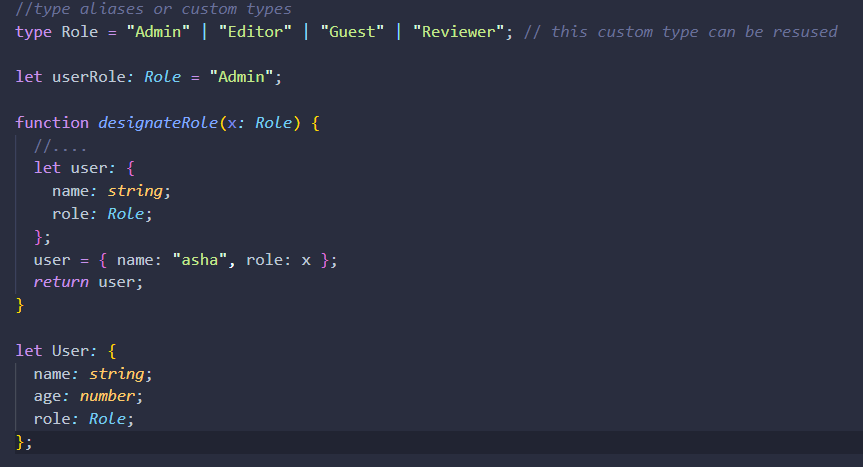 //type aliases or custom types
type Role = "Admin" | "Editor" | "Guest" | "Reviewer"; // this custom type can be resused
let userRole: Role = "Admin";
function designateRole(x: Role) {
//....
let user: {
name: string;
role: Role;
};
user = { name: "asha", role: x };
return user;
}
let User: {
name: string;
age: number;
role: Role;
};